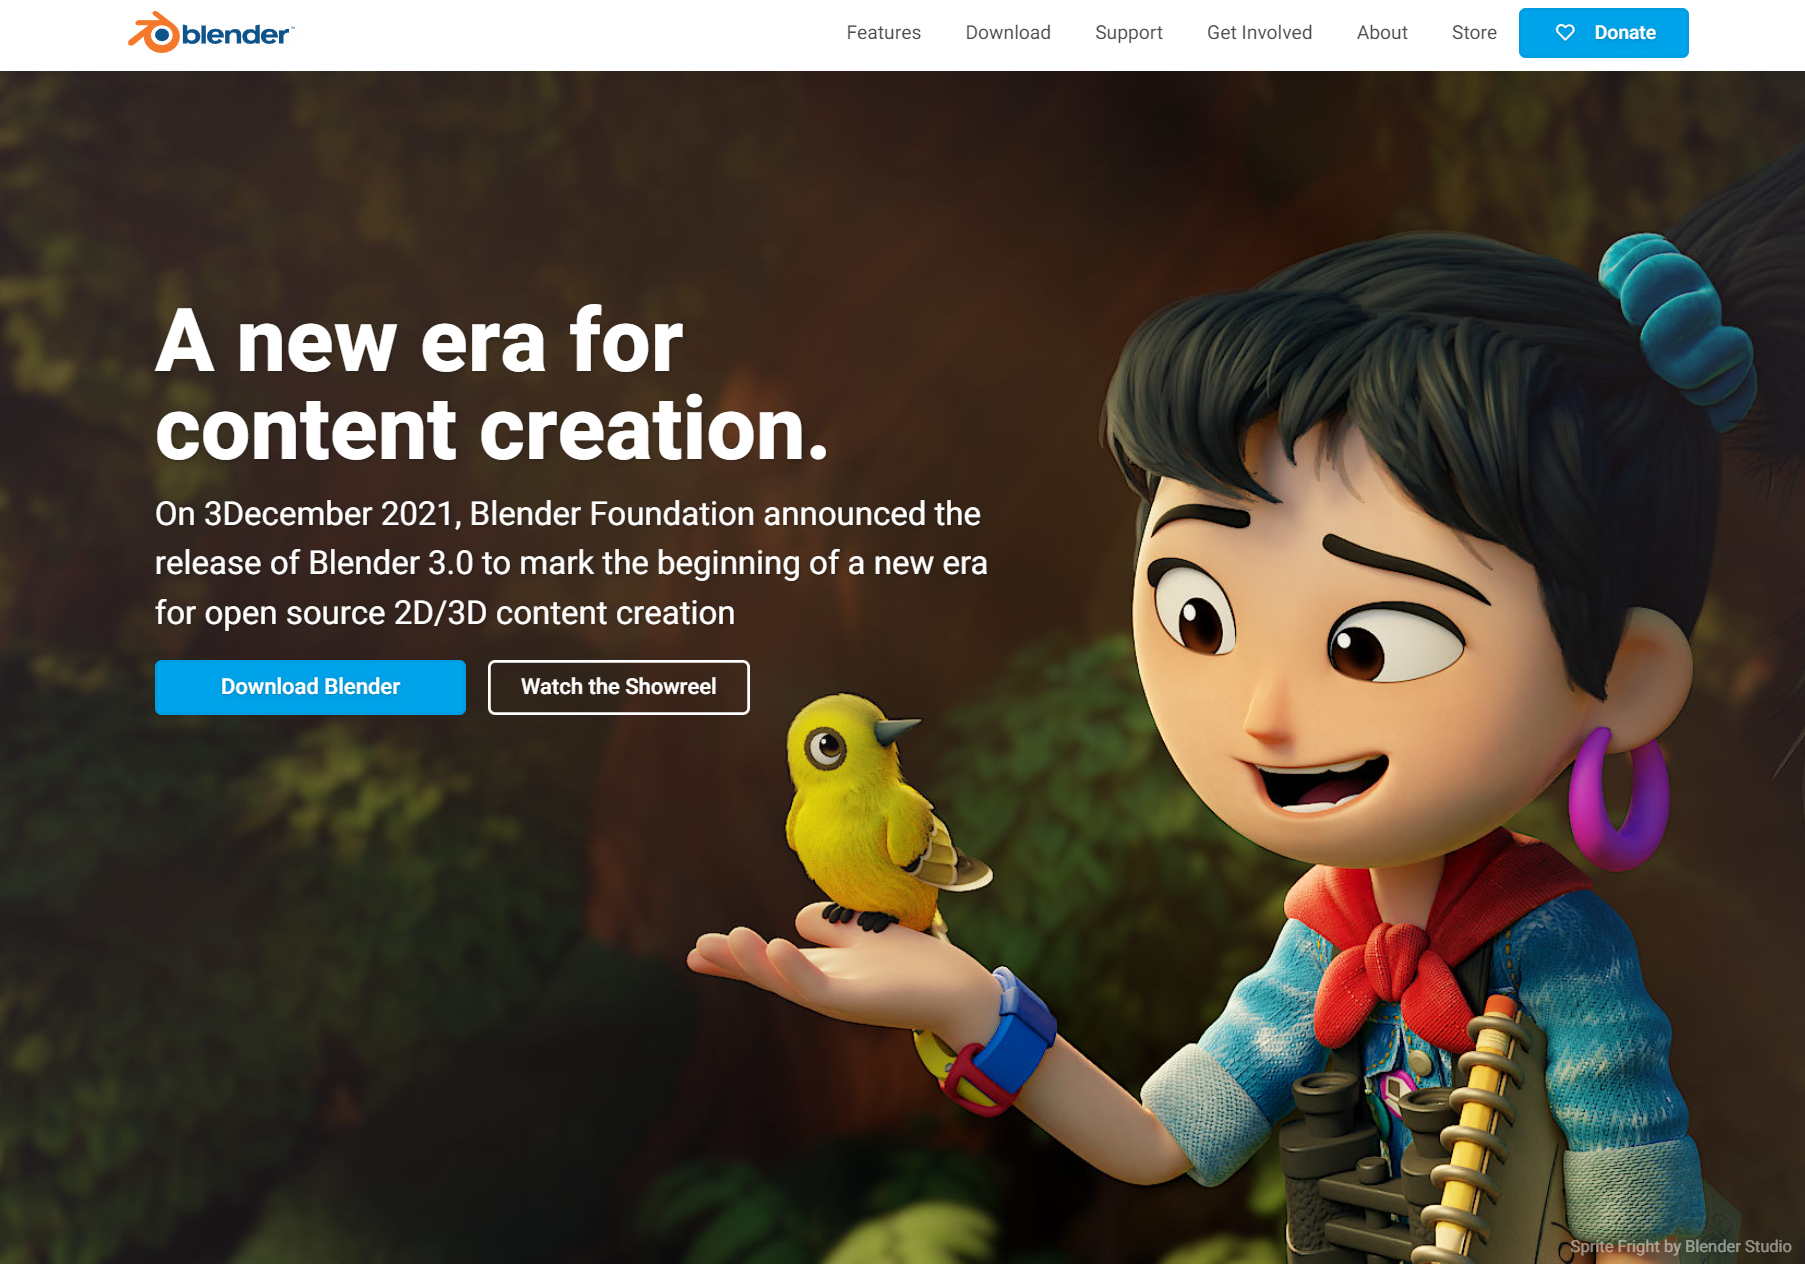 blender
Features
Download
Support
Get Involved
About
Store
Donate
A new era for
content creation.
On 3December 2021, Blender Foundation announced the
release of Blender 3.0 to mark the beginning of a new era
for open source 2D/3D content creation
Download Blender
Watch the Showreel
Sprite Fright by Blender Studio